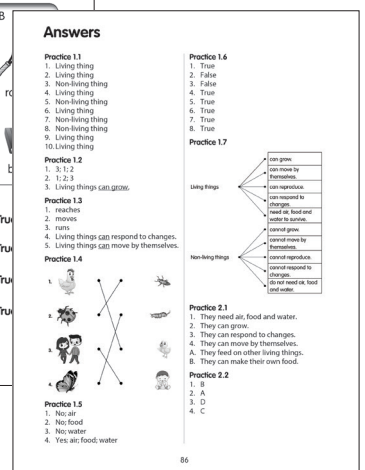 B
Answers
Practice 1.1
1. Living thing
2. Living thing
3. Non-living thing
4. Living thing
5. Non-living thing
6. Living thing
7. Non-living thing
8. Non-living thing
9. Living thing
10. Living thing
Practice 1.2
1. 3; 1; 2
2. 1; 2; 3
3. Living things can grow.
Practice 1.3
1. reaches
2. moves
3. runs
4. Living things can respond to changes.
5. Living things can move by themselves.
Practice 1.4
1.
2.
3.
4.
Practice 1.5
1. No; air
2. No; food
3. No; water
4. Yes; air; food; water
Practice 1.6
1. True
2. False
3. False
4. True
5. True
6. True
7. True
8. True
Practice 1.7
Living things
can grow.
can move by
themselves.
can reproduce.
can respond to
changes.
need air, food and
water to survive.
Non-living things
cannot grow.
cannot move by
themselves.
cannot reproduce.
cannot respond to
changes.
do not need air, food
and water.
Practice 2.1
1. They need air, food and water.
2. They can grow.
3. They can respond to changes.
4. They can move by themselves.
A. They feed on other living things.
B. They can make their own food.
Practice 2.2
1. B
2. A
3. D
4. C
86